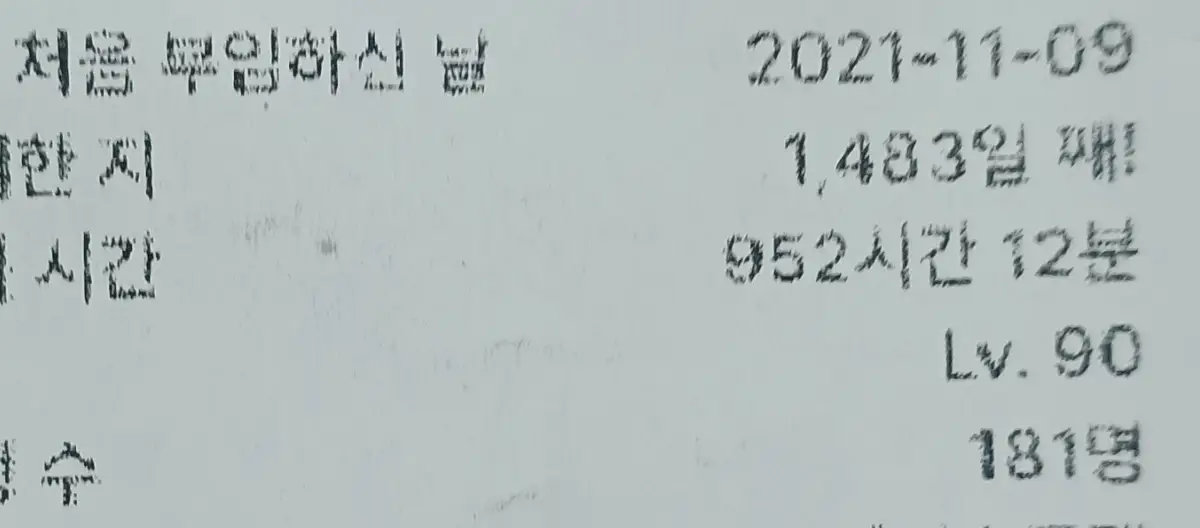 처음 부임하신 날 2021-11-09
한 지 1,483일 째!
시간 952시간 12분
Lv. 90
수 181명